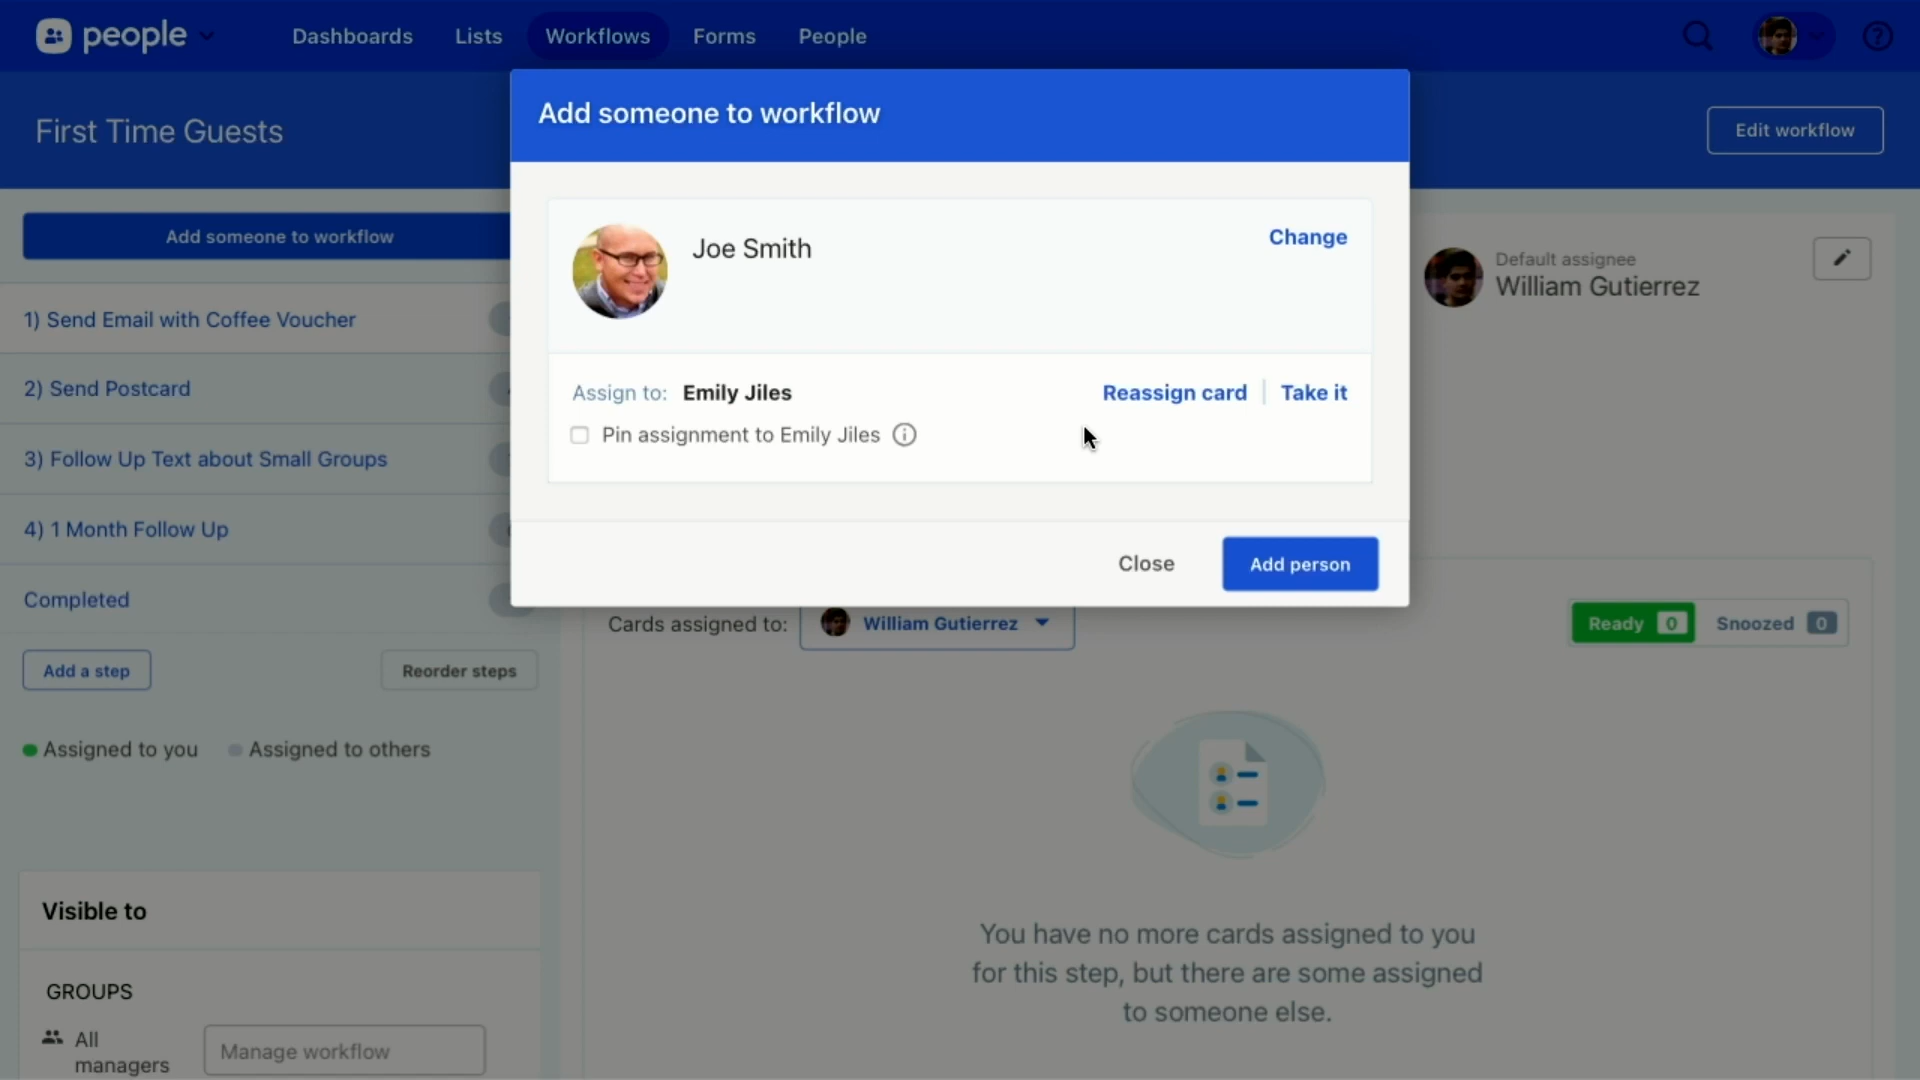 people
Dashboards
Lists
Workflows
Forms
People
First Time Guests
Edit workflow
Add someone to workflow
Joe Smith
Change
Assign to: Emily Jiles
Reassign card
Take it
Pin assignment to Emily Jiles
Close
Add person
Add someone to workflow
1) Send Email with Coffee Voucher
2) Send Postcard
3) Follow Up Text about Small Groups
4) 1 Month Follow Up
Completed
Add a step
Reorder steps
Assigned to you
Assigned to others
Visible to
GROUPS
All
managers
Manage workflow
Default assignee
William Gutierrez
Cards assigned to:
William Gutierrez
Ready 0
Snoozed 0
You have no more cards assigned to you
for this step, but there are some assigned
to someone else.